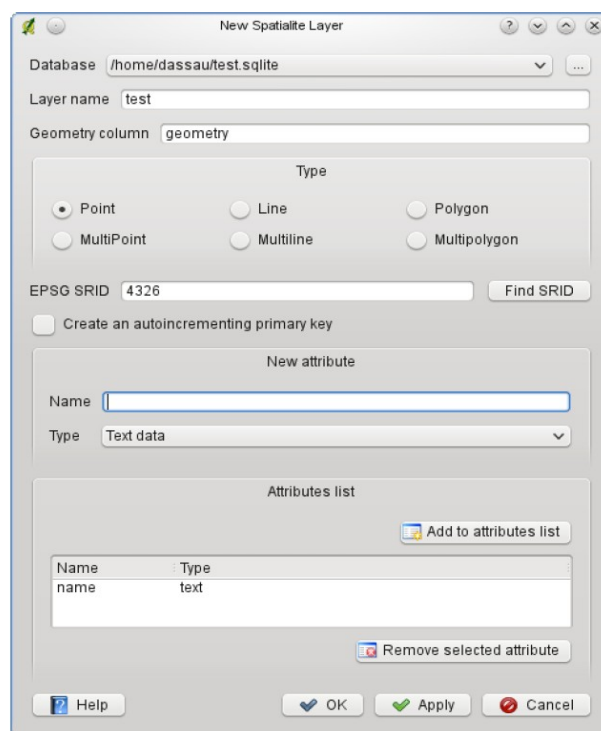 New Spatialite Layer
Database /home/dassau/test.sqlite ...
Layer name test
Geometry column geometry
Type
Point Line Polygon
MultiPoint Multiline Multipolygon
EPSG SRID 4326 Find SRID
Create an autoincrementing primary key
New attribute
Name
Type Text data
Attributes list
Add to attributes list
Name Type
name text
Remove selected attribute
Help OK Apply Cancel